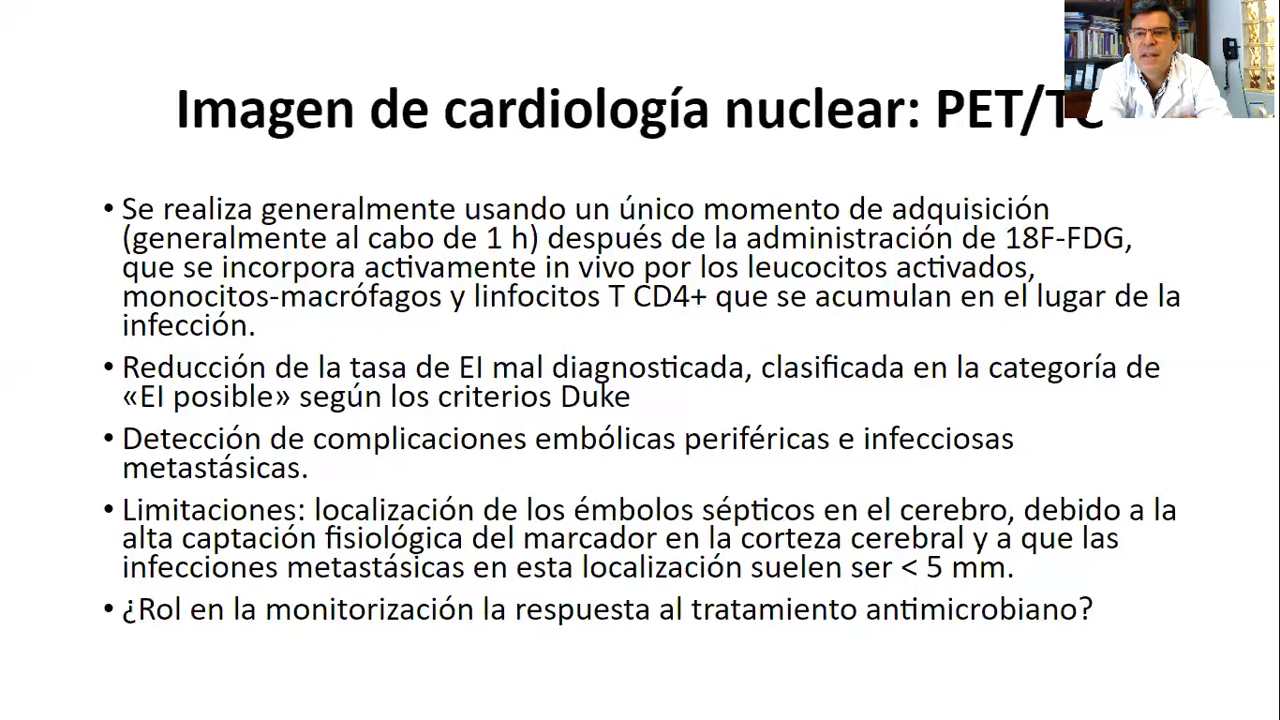 Imagen de cardiología nuclear: PET/TC
• Se realiza generalmente usando un único momento de adquisición
(generalmente al cabo de 1 h) después de la administración de 18F-FDG,
que se incorpora activamente in vivo por los leucocitos activados,
monocitos-macrófagos y linfocitos T CD4+ que se acumulan en el lugar de la
infección.
• Reducción de la tasa de EI mal diagnosticada, clasificada en la categoría de
«EI posible» según los criterios Duke
• Detección de complicaciones embólicas periféricas e infecciosas
metastásicas.
• Limitaciones: localización de los émbolos sépticos en el cerebro, debido a la
alta captación fisiológica del marcador en la corteza cerebral y a que las
infecciones metastásicas en esta localización suelen ser < 5 mm.
• ¿Rol en la monitorización la respuesta al tratamiento antimicrobiano?